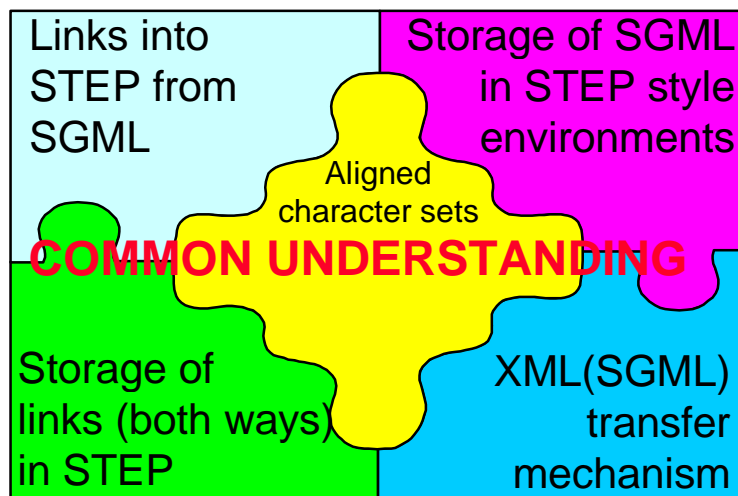 Links into
STEP from
SGML
Storage of SGML
in STEP style
environments
Aligned
character sets
COMMON UNDERSTANDING
Storage of
links (both ways)
in STEP
XML(SGML)
transfer
mechanism